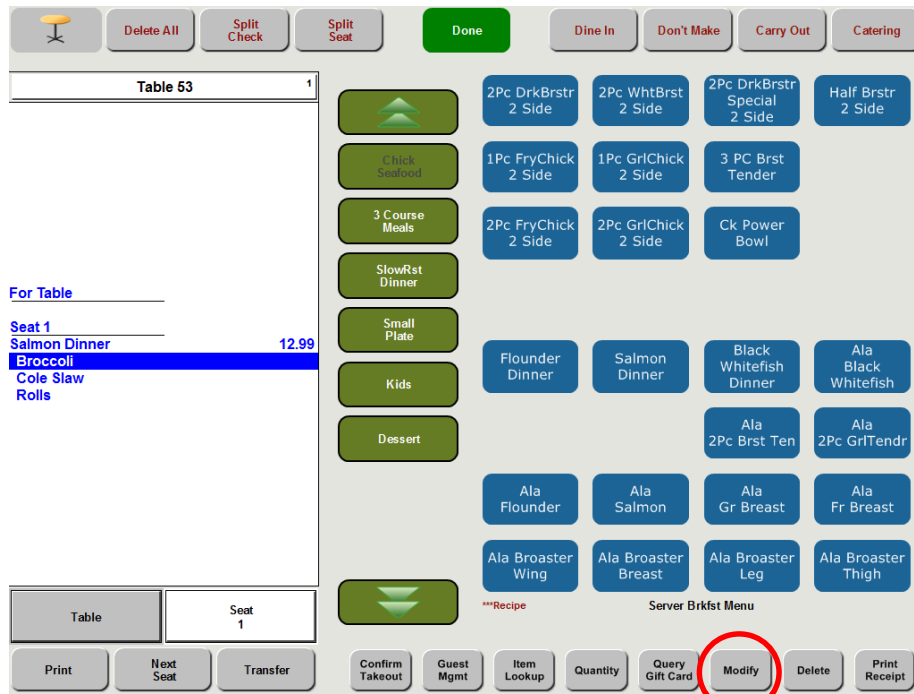 Delete All
Split
Check
Split
Seat
Done
Dine In
Don't Make
Carry Out
Catering
Table 53
1
For Table
Seat 1
Salmon Dinner 12.99
Broccoli
Cole Slaw
Rolls
Table
Seat
1
Chick
Seafood
3 Course
Meals
SlowRst
Dinner
Small
Plate
Kids
Dessert
2Pc DrkBrstr
2 Side
2Pc WhtBrst
2 Side
2Pc DrkBrstr
Special
2 Side
Half Brstr
2 Side
1Pc FryChick
2 Side
1Pc GrlChick
2 Side
3 PC Brst
Tender
2Pc FryChick
2 Side
2Pc GrlChick
2 Side
Ck Power
Bowl
Flounder
Dinner
Salmon
Dinner
Black
Whitefish
Dinner
Ala
Black
Whitefish
Ala
2Pc Brst Ten
Ala
2Pc GrlTendr
Ala
Flounder
Ala
Salmon
Ala
Gr Breast
Ala
Fr Breast
Ala Broaster
Wing
Ala Broaster
Breast
Ala Broaster
Leg
Ala Broaster
Thigh
***Recipe
Server Brkfst Menu
Print
Next
Seat
Transfer
Confirm
Takeout
Guest
Mgmt
Item
Lookup
Quantity
Query
Gift Card
Modify
Delete
Print
Receipt